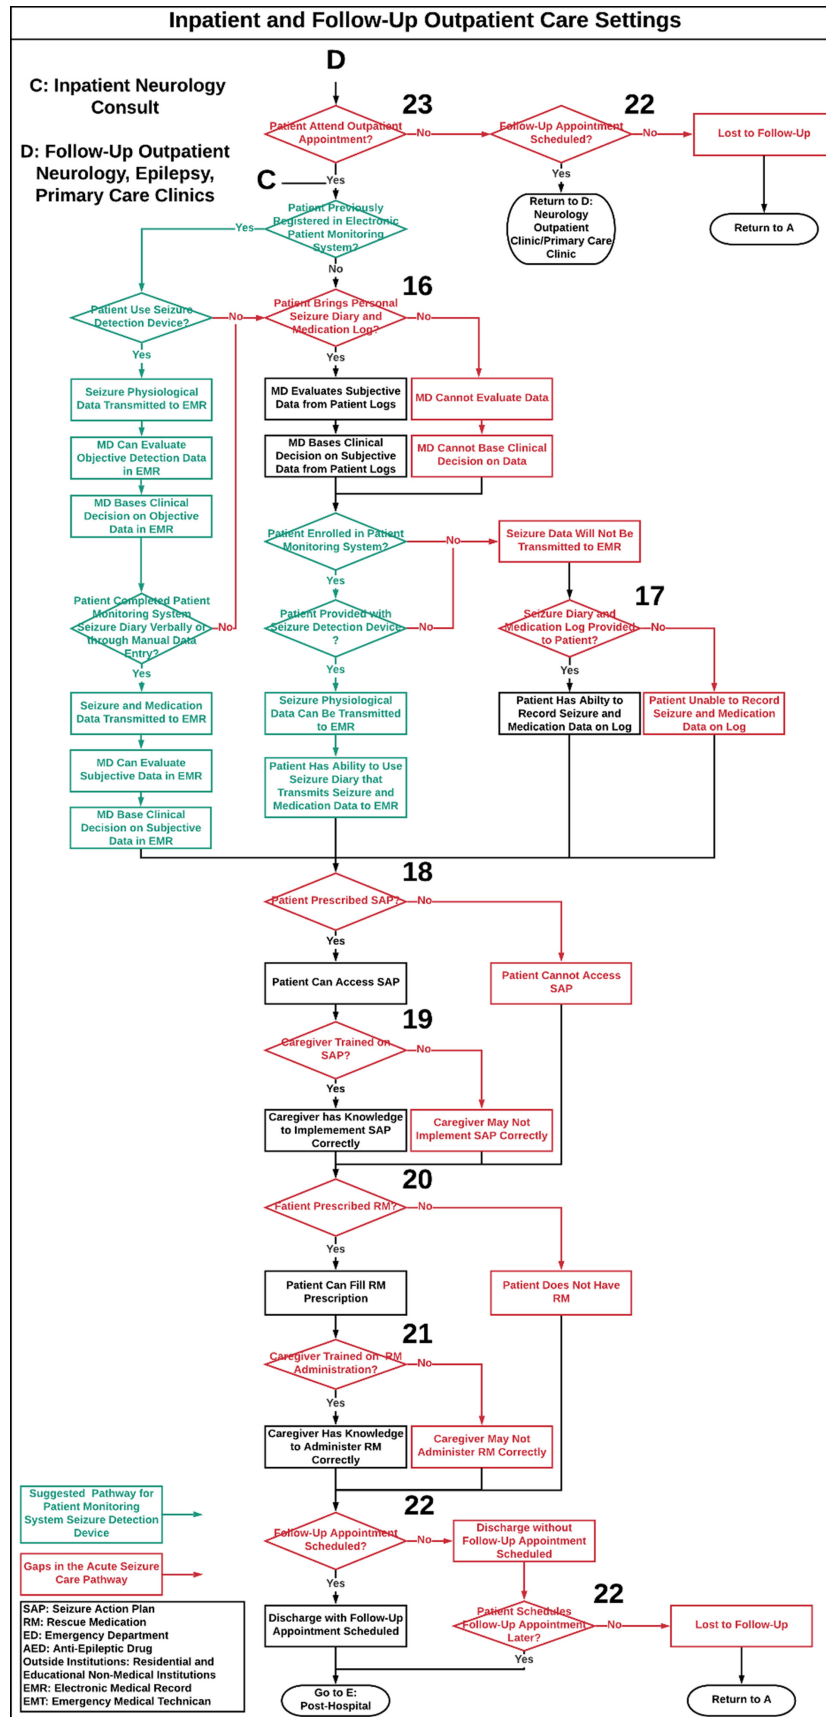 Inpatient and Follow-Up Outpatient Care Settings
D
C: Inpatient Neurology
Consult
D: Follow-Up Outpatient
Neurology, Epilepsy,
Primary Care Clinics
23
Patient Attend Outpatient
Appointment?
No
22
Follow-Up Appointment
Scheduled?
No
Lost to Follow-Up
Yes
Yes
C
Return to D:
Neurology
Outpatient
Clinic/Primary Care
Clinic
Return to A
Patient Previously
Registered in Electronic
Patient Monitoring
System?
Yes
No
16
Patient Use Seizure
Detection Device?
No
Patient Brings Personal
Seizure Diary and
Medication Log?
No
Yes
Yes
Seizure Physiological
Data Transmitted to EMR
MD Evaluates Subjective
Data from Patient Logs
MD Cannot Evaluate Data
MD Can Evaluate
Objective Detection Data
in EMR
MD Bases Clinical
Decision on Subjective
Data from Patient Logs
MD Cannot Base Clinical
Decision on Data
MD Bases Clinical
Decision on Objective
Data in EMR
Patient Enrolled in Patient
Monitoring System?
No
Seizure Data Will Not Be
Transmitted to EMR
Yes
17
Patient Completed Patient
Monitoring System
Seizure Diary Verbally or
through Manual Data
Entry?
No
Patient Provided with
Seizure Detection Device
?
No
Seizure Diary and
Medication Log Provided
to Patient?
No
Yes
Yes
Yes
Seizure and Medication
Data Transmitted to EMR
Seizure Physiological
Data Can Be Transmitted
to EMR
Patient Has Abilty to
Record Seizure and
Medication Data on Log
Patient Unable to Record
Seizure and Medication
Data on Log
MD Can Evaluate
Subjective Data in EMR
Patient Has Ability to Use
Seizure Diary that
Transmits Seizure and
Medication Data to EMR
MD Base Clinical
Decision on Subjective
Data in EMR
18
Patient Prescribed SAP?
No
Yes
Patient Can Access SAP
Patient Cannot Access
SAP
19
Caregiver Trained on
SAP?
No
Yes
Caregiver has Knowledge
to Implemement SAP
Correctly
Caregiver May Not
Implement SAP Correctly
20
Fatient Prescribed RM?
No
Yes
Patient Can Fill RM
Prescription
Patient Does Not Have
RM
21
Caregiver Trained on RM
Administration?
No
Yes
Caregiver Has Knowledge
to Administer RM
Correctly
Caregiver May Not
Administer RM Correctly
22
Follow-Up Appointment
Scheduled?
No
Discharge without
Follow-Up Appointment
Scheduled
Yes
22
Discharge with Follow-Up
Appointment Scheduled
Patient Schedules
Follow-Up Appointment
Later?
No
Lost to Follow-Up
Yes
Go to E:
Post-Hospital
Return to A
Suggested Pathway for
Patient Monitoring
System Seizure Detection
Device
Gaps in the Acute Seizure
Care Pathway
SAP: Seizure Action Plan
RM: Rescue Medication
ED: Emergency Department
AED: Anti-Epileptic Drug
Outside Institutions: Residential and
Educational Non-Medical Institutions
EMR: Electronic Medical Record
EMT: Emergency Medical Technican